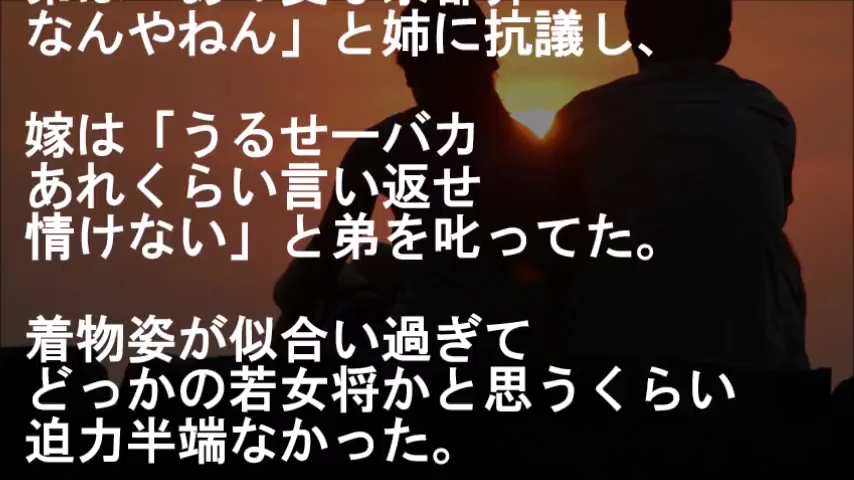 なんやねん」と姉に抗議し、
嫁は「うるせーバカ
あれくらい言い返せ
情けない」と弟を叱ってた。
着物姿が似合い過ぎて
どっかの若女将かと思うくらい
迫力半端なかった。